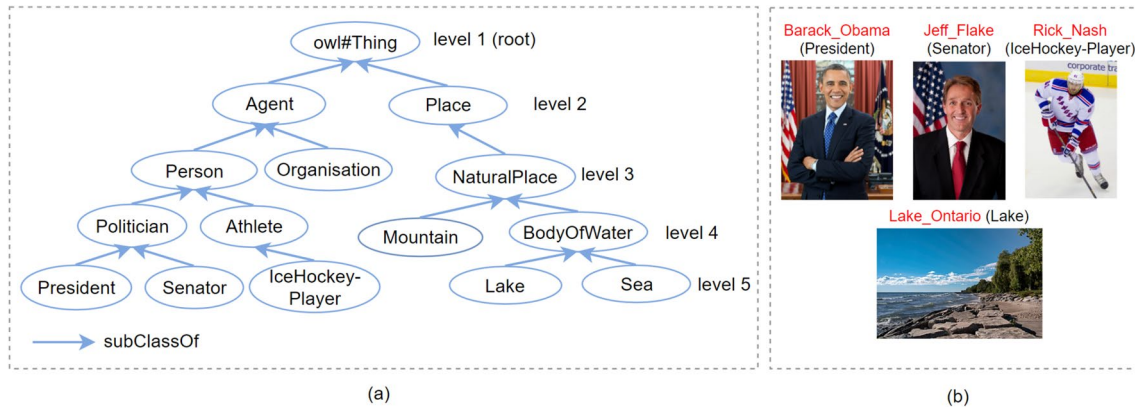 owl#Thing
level 1 (root)
Agent
Place
level 2
Person
Organisation
NaturalPlace
level 3
Politician
Athlete
Mountain
BodyOfWater
level 4
President
Senator
IceHockey-
Player
Lake
Sea
level 5
subClassOf
(a)
Barack_Obama
(President)
Jeff_Flake
(Senator)
Rick_Nash
(IceHockey-Player)
corporate tra
Lake_Ontario (Lake)
(b)